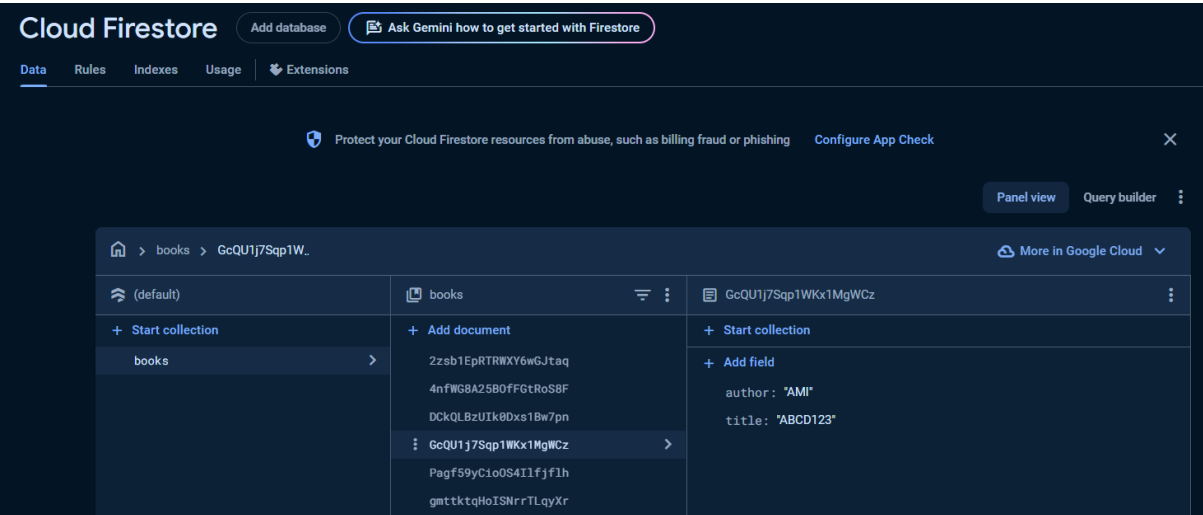 Cloud Firestore Add database Ask Gemini how to get started with Firestore
Data Rules Indexes Usage Extensions
Protect your Cloud Firestore resources from abuse, such as billing fraud or phishing Configure App Check
Panel view Query builder
books GcQU1j7Sqp1W... More in Google Cloud
(default) books GcQU1j7Sqp1WKx1MgWCz
+ Start collection + Add document + Start collection
books 2zsb1EpRTRWXY6wGJtaq + Add field
4nfWG8A25BOfFGtRoS8F author: "AMI"
DCkQLBzUIk0Dxs1Bw7pn title: "ABCD123"
GcQU1j7Sqp1WKx1MgWCz
Pagf59yCioOS4Ilfjflh
gmttktqHoISNrrTLqyXr